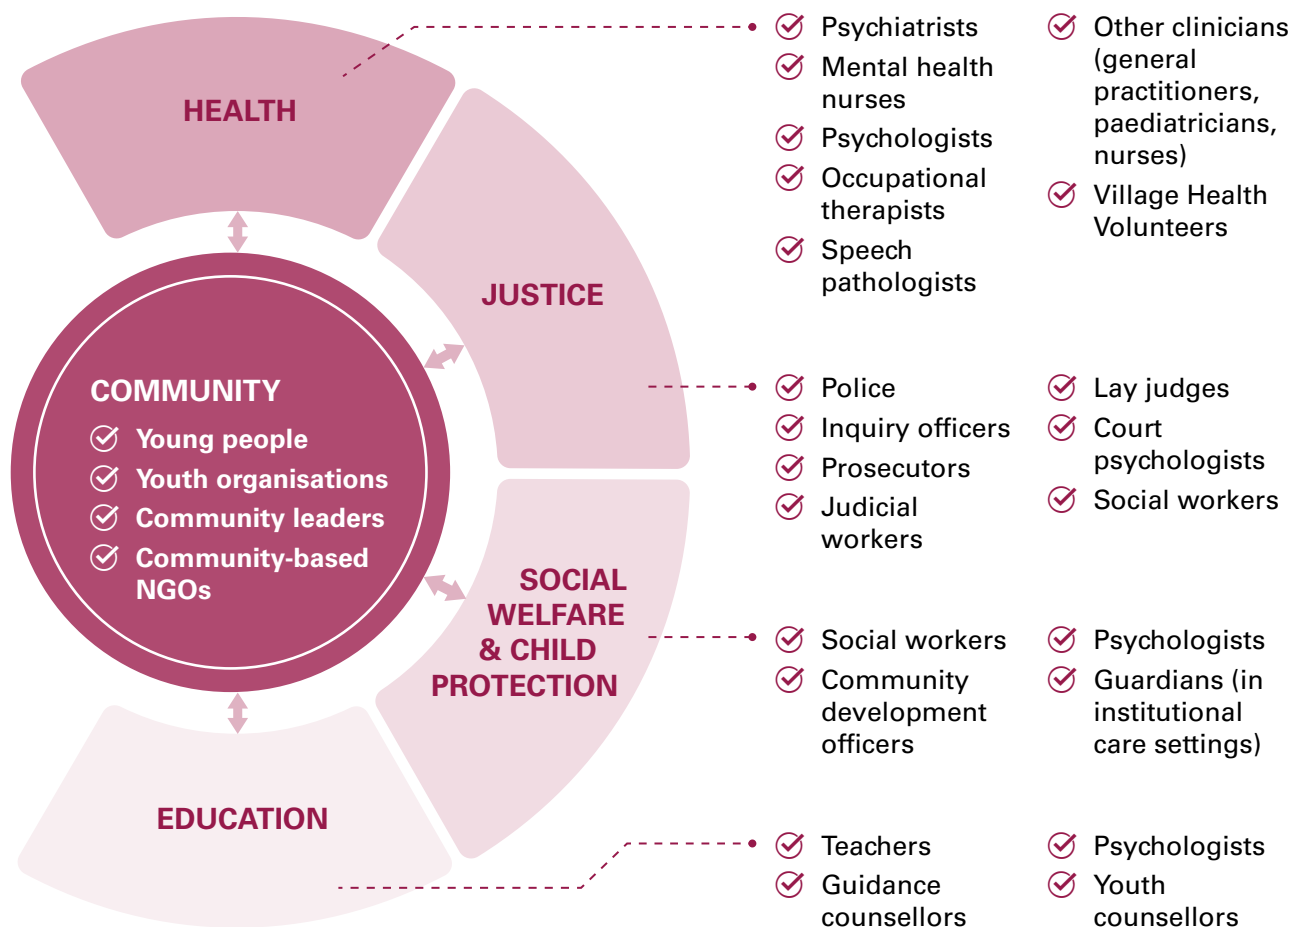 HEALTH
Psychiatrists
Mental health
nurses
Psychologists
Occupational
therapists
Speech
pathologists
Other clinicians
(general
practitioners,
paediatricians,
nurses)
Village Health
Volunteers
JUSTICE
Police
Inquiry officers
Prosecutors
Judicial
workers
Lay judges
Court
psychologists
Social workers
COMMUNITY
Young people
Youth organisations
Community leaders
Community-based
NGOs
SOCIAL
WELFARE
& CHILD
PROTECTION
Social workers
Community
development
officers
Psychologists
Guardians (in
institutional
care settings)
EDUCATION
Teachers
Guidance
counsellors
Psychologists
Youth
counsellors